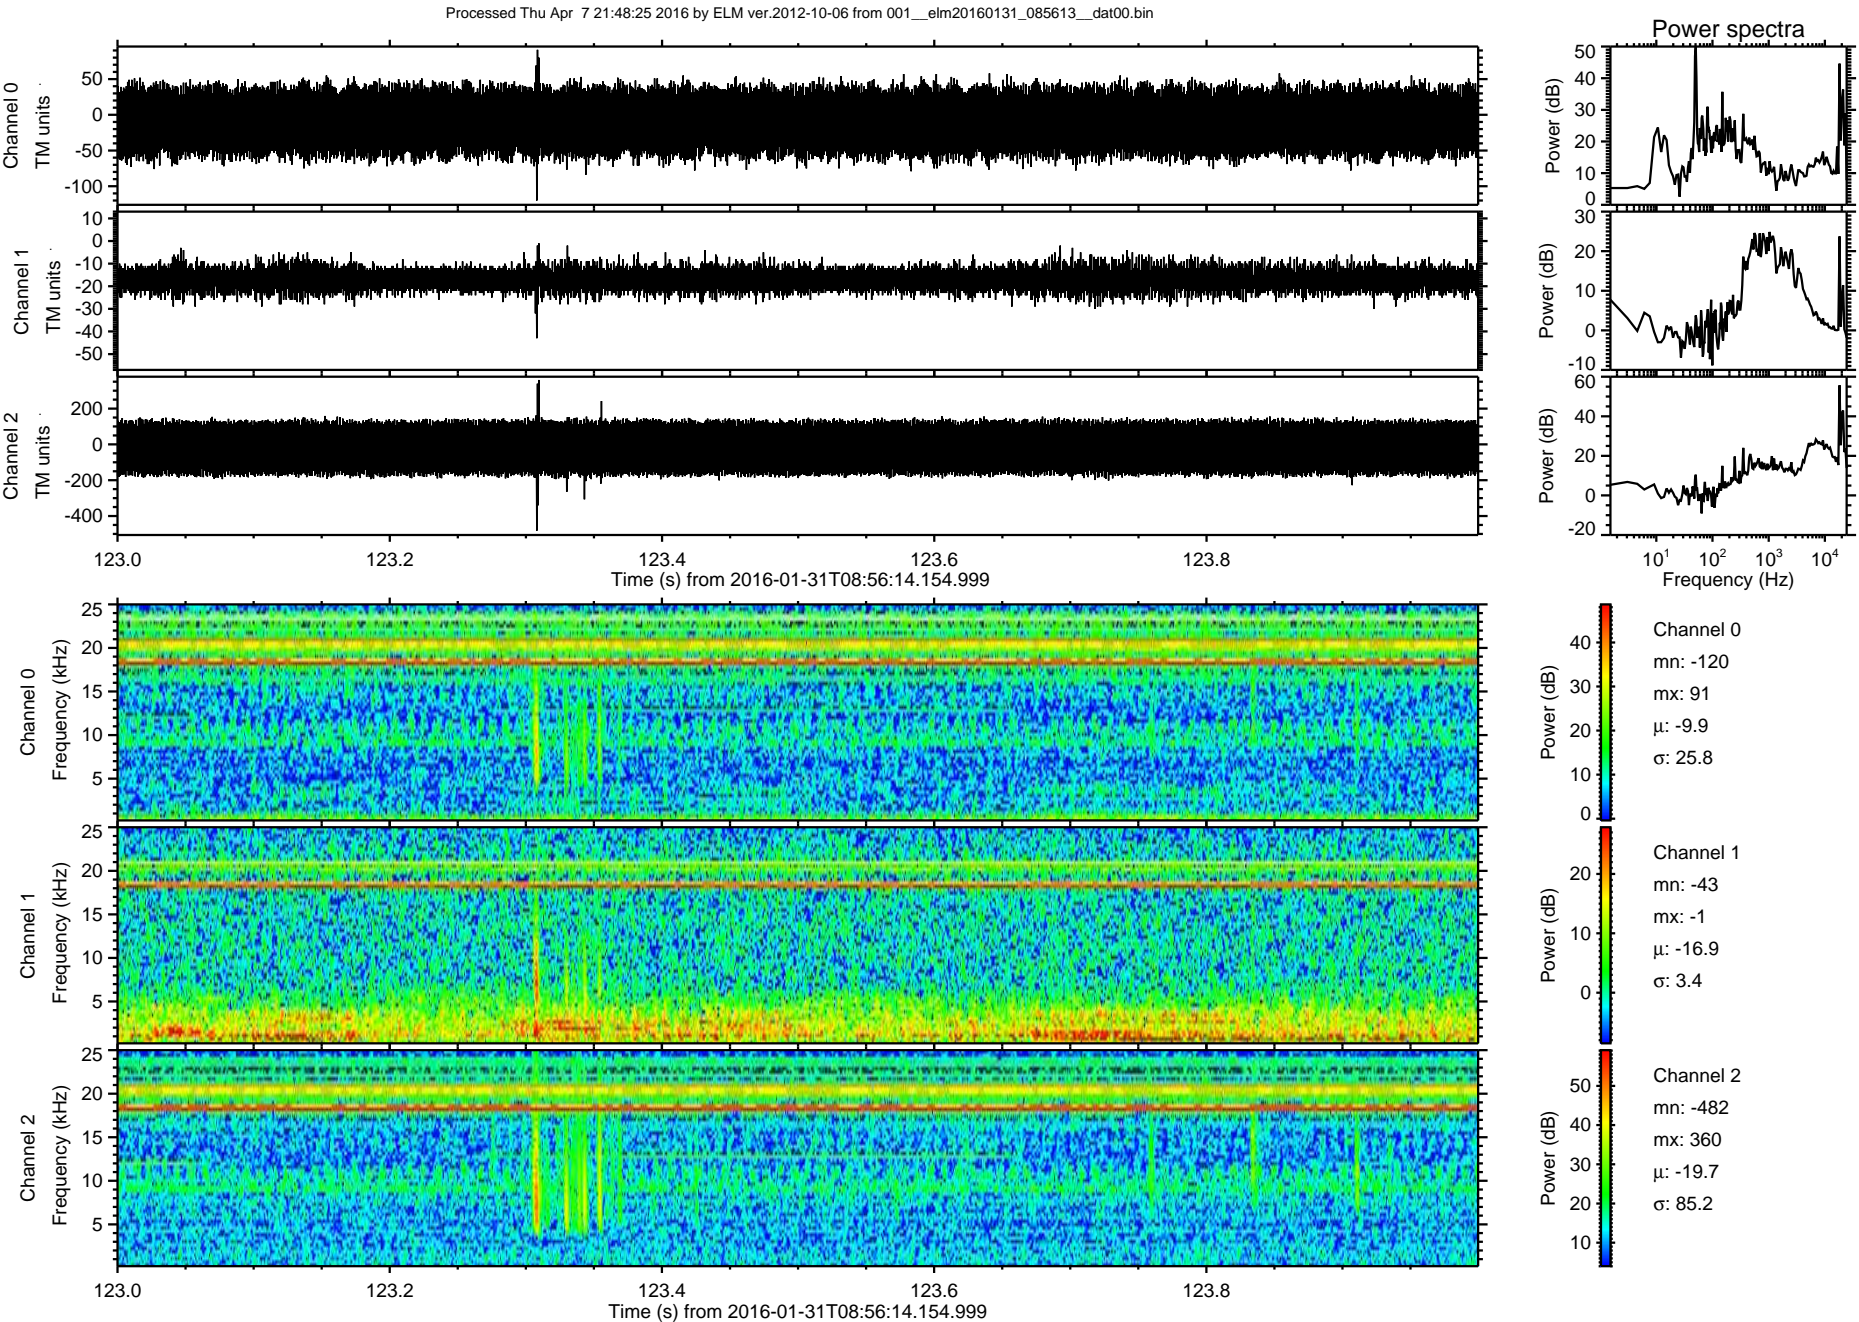 Processed Thu Apr  7 21:48:25 2016 by ELM ver.2012-10-06 from 001__elm20160131_085613__dat00.bin
Power spectra
Channel 0
TM units
50
0
-50
-100
Power (dB)
50
40
30
20
10
0
Channel 1
TM units
10
0
-10
-20
-30
-40
-50
Power (dB)
30
20
10
0
-10
Channel 2
TM units
200
0
-200
-400
Power (dB)
60
40
20
0
-20
123.0 123.2 123.4 123.6 123.8
Time (s) from 2016-01-31T08:56:14.154.999
10¹ 10² 10³ 10⁴
Frequency (Hz)
Channel 0
Frequency (kHz)
25
20
15
10
5
Power (dB)
40
30
20
10
0
Channel 0
mn: -120
mx: 91
μ: -9.9
σ: 25.8
Channel 1
Frequency (kHz)
25
20
15
10
5
Power (dB)
20
10
0
Channel 1
mn: -43
mx: -1
μ: -16.9
σ: 3.4
Channel 2
Frequency (kHz)
25
20
15
10
5
Power (dB)
50
40
30
20
10
Channel 2
mn: -482
mx: 360
μ: -19.7
σ: 85.2
123.0 123.2 123.4 123.6 123.8
Time (s) from 2016-01-31T08:56:14.154.999